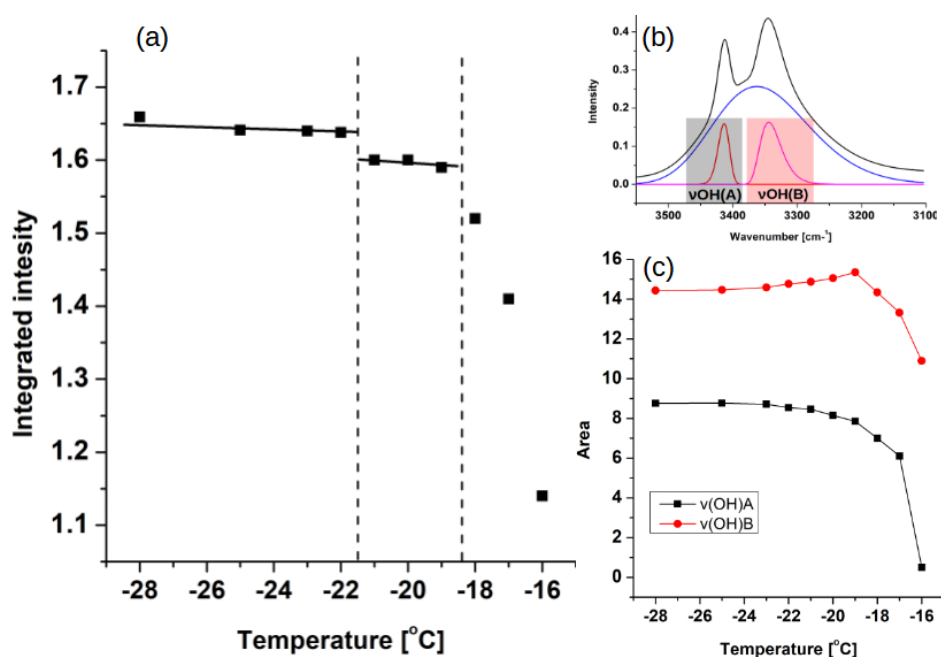 (a)
1.7
1.6
1.5
1.4
1.3
1.2
1.1
Integrated intesity
-28 -26 -24 -22 -20 -18 -16
Temperature [°C]
(b)
0.4
0.3
0.2
0.1
0.0
Intensity
νOH(A) νOH(B)
3500 3400 3300 3200 3100
Wavenumber [cm-¹]
(c)
16
14
12
10
8
6
4
2
0
Area
ν(OH)A
ν(OH)B
-28 -26 -24 -22 -20 -18 -16
Temperature [°C]